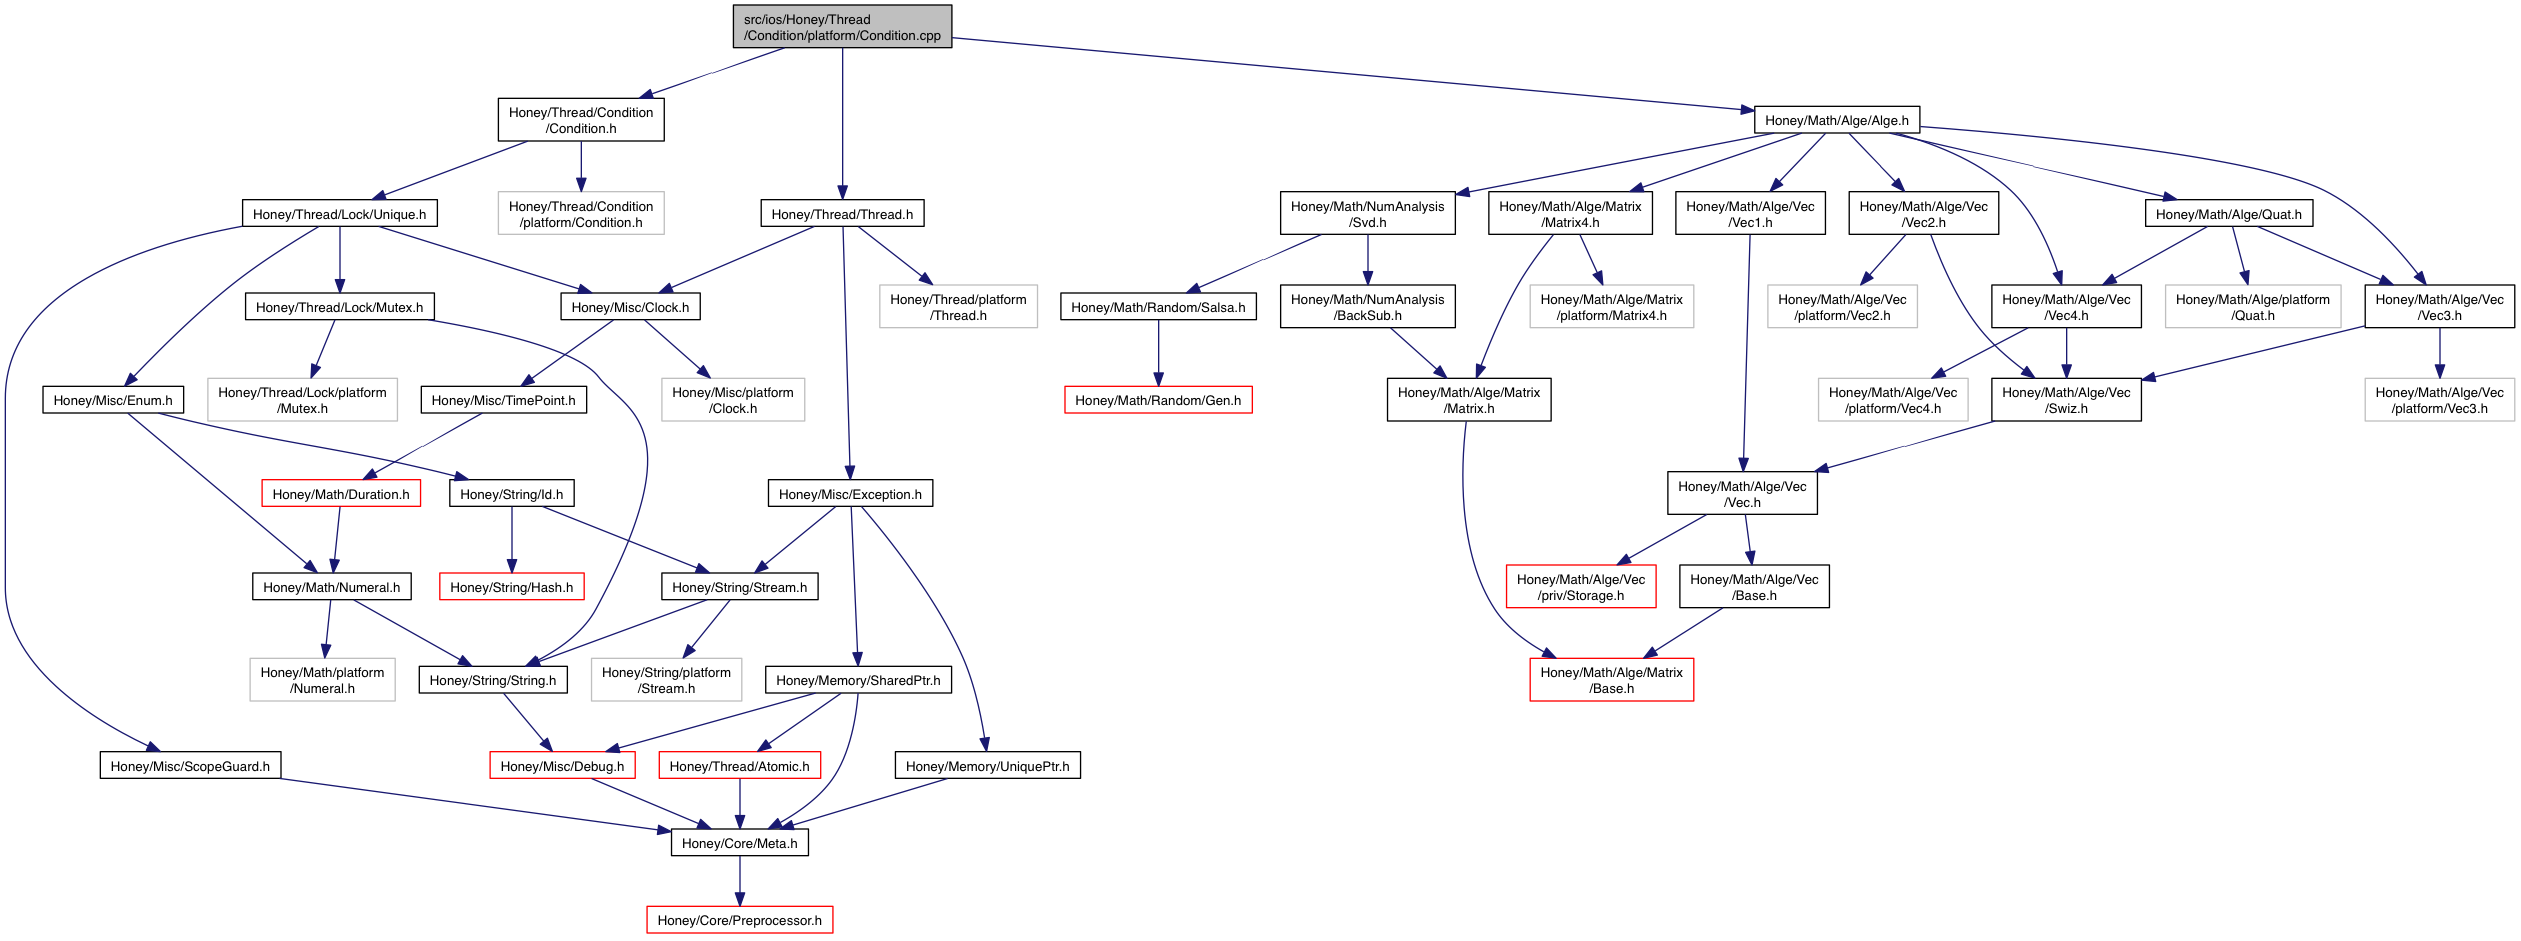 src/ios/Honey/Thread
/Condition/platform/Condition.cpp
Honey/Thread/Condition
/Condition.h
Honey/Math/Alge/Alge.h
Honey/Thread/Lock/Unique.h
Honey/Thread/Condition
/platform/Condition.h
Honey/Thread/Thread.h
Honey/Math/NumAnalysis
/Svd.h
Honey/Math/Alge/Matrix
/Matrix4.h
Honey/Math/Alge/Vec
/Vec1.h
Honey/Math/Alge/Vec
/Vec2.h
Honey/Math/Alge/Quat.h
Honey/Thread/Lock/Mutex.h
Honey/Misc/Clock.h
Honey/Thread/platform
/Thread.h
Honey/Math/Random/Salsa.h
Honey/Math/NumAnalysis
/BackSub.h
Honey/Math/Alge/Matrix
/platform/Matrix4.h
Honey/Math/Alge/Vec
/platform/Vec2.h
Honey/Math/Alge/Vec
/Vec4.h
Honey/Math/Alge/platform
/Quat.h
Honey/Math/Alge/Vec
/Vec3.h
Honey/Misc/Enum.h
Honey/Thread/Lock/platform
/Mutex.h
Honey/Misc/TimePoint.h
Honey/Misc/platform
/Clock.h
Honey/Math/Random/Gen.h
Honey/Math/Alge/Matrix
/Matrix.h
Honey/Math/Alge/Vec
/platform/Vec4.h
Honey/Math/Alge/Vec
/Swiz.h
Honey/Math/Alge/Vec
/platform/Vec3.h
Honey/Math/Duration.h
Honey/String/Id.h
Honey/Misc/Exception.h
Honey/Math/Alge/Vec
/Vec.h
Honey/Math/Numeral.h
Honey/String/Hash.h
Honey/String/Stream.h
Honey/Math/Alge/Vec
/priv/Storage.h
Honey/Math/Alge/Vec
/Base.h
Honey/Math/platform
/Numeral.h
Honey/String/String.h
Honey/String/platform
/Stream.h
Honey/Memory/SharedPtr.h
Honey/Math/Alge/Matrix
/Base.h
Honey/Misc/ScopeGuard.h
Honey/Misc/Debug.h
Honey/Thread/Atomic.h
Honey/Memory/UniquePtr.h
Honey/Core/Meta.h
Honey/Core/Preprocessor.h